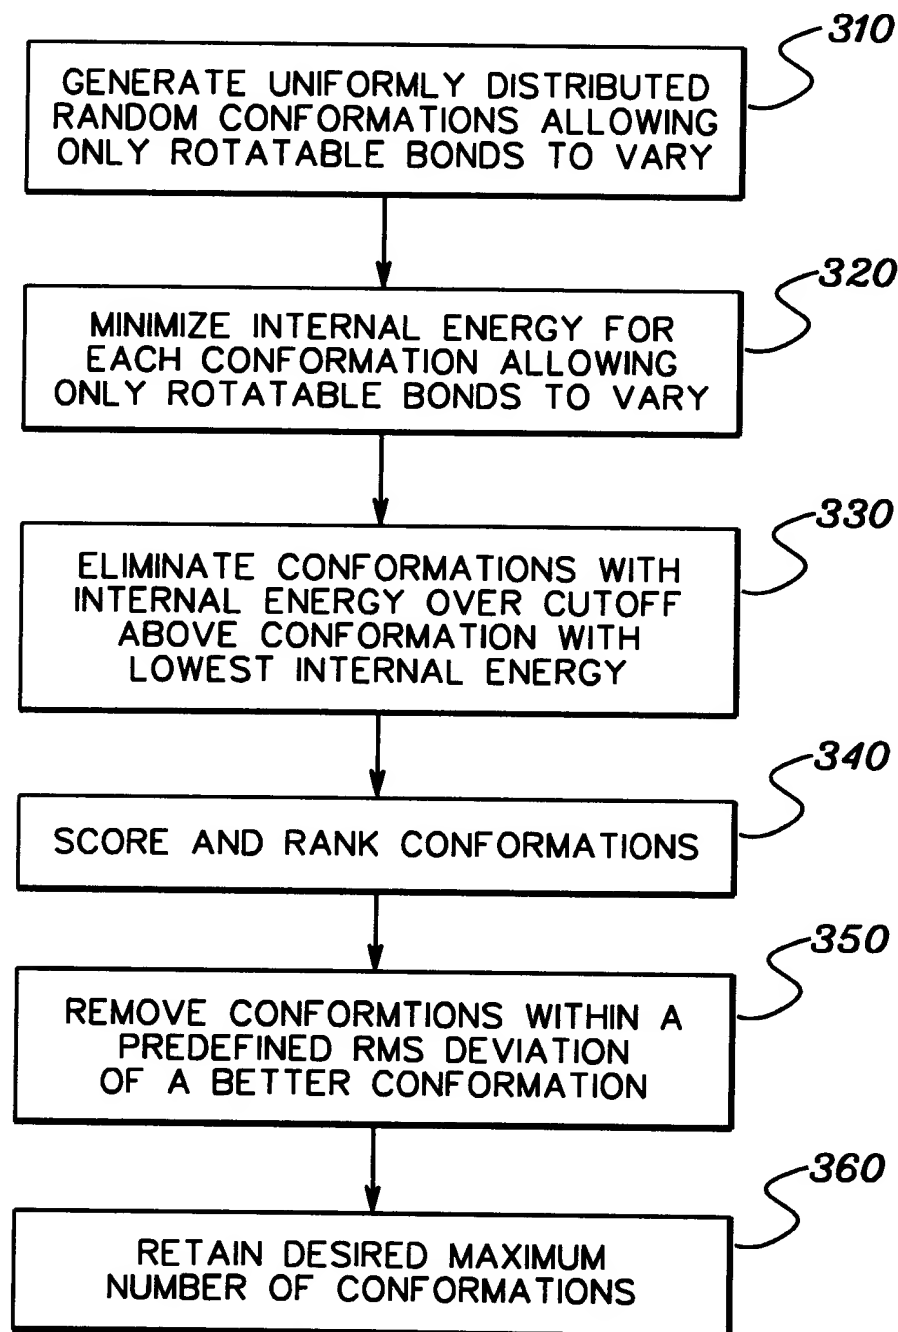 310
GENERATE UNIFORMLY DISTRIBUTED
RANDOM CONFORMATIONS ALLOWING
ONLY ROTATABLE BONDS TO VARY
320
MINIMIZE INTERNAL ENERGY FOR
EACH CONFORMATION ALLOWING
ONLY ROTATABLE BONDS TO VARY
330
ELIMINATE CONFORMATIONS WITH
INTERNAL ENERGY OVER CUTOFF
ABOVE CONFORMATION WITH
LOWEST INTERNAL ENERGY
340
SCORE AND RANK CONFORMATIONS
350
REMOVE CONFORMTIONS WITHIN A
PREDEFINED RMS DEVIATION
OF A BETTER CONFORMATION
360
RETAIN DESIRED MAXIMUM
NUMBER OF CONFORMATIONS